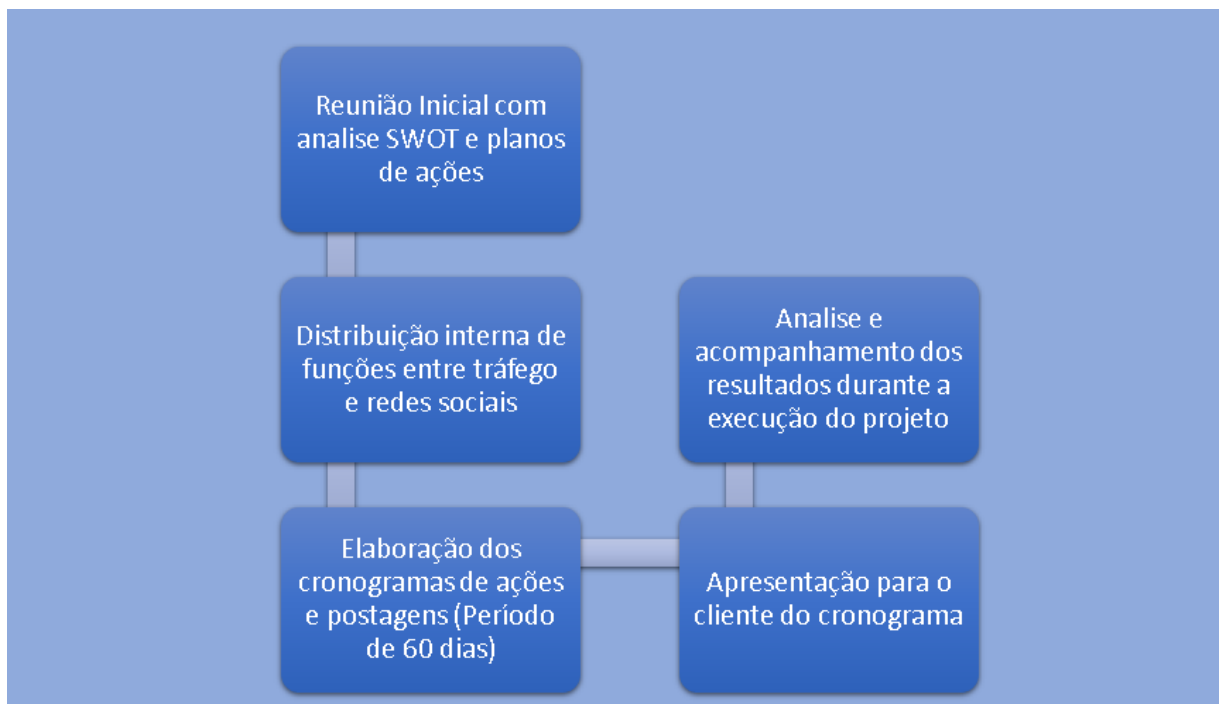 Reunião Inicial com
analise SWOT e planos
de ações
Distribuição interna de
funções entre tráfego
e redes sociais
Elaboração dos
cronogramas de ações
e postagens (Período
de 60 dias)
Apresentação para o
cliente do cronograma
Analise e
acompanhamento dos
resultados durante a
execução do projeto